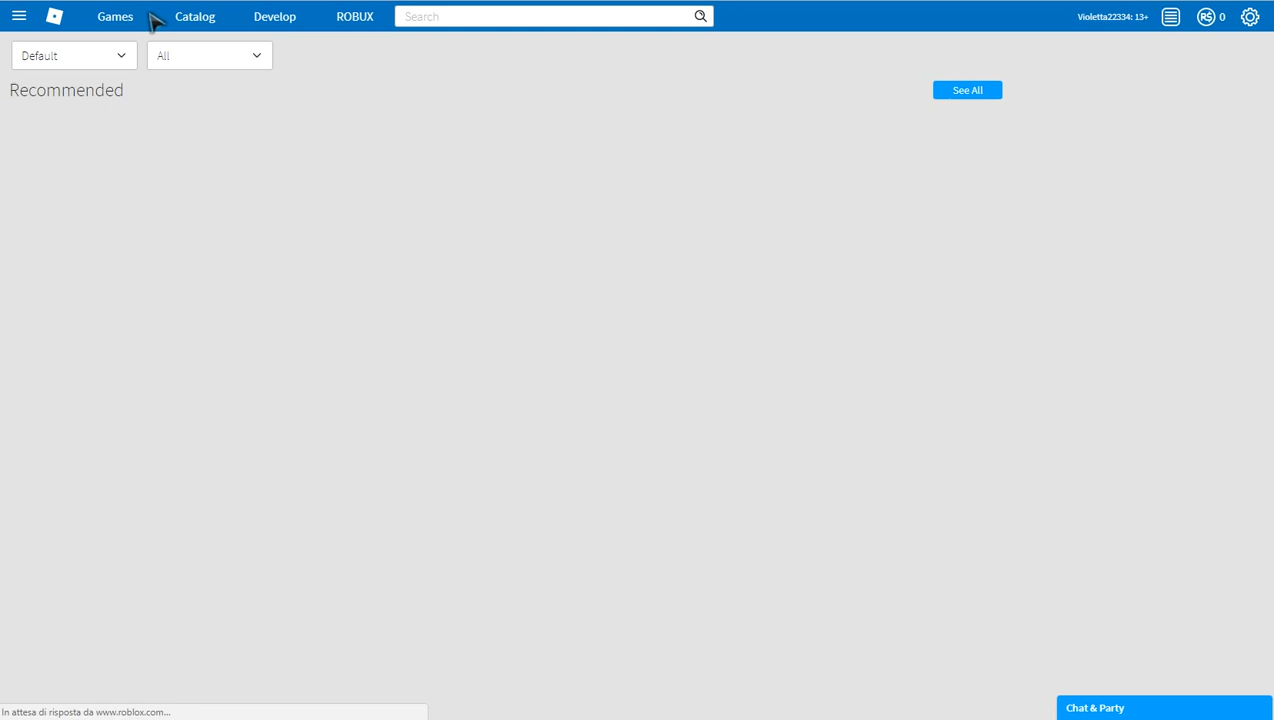 Games Catalog Develop ROBUX Search Violetta22334: 13+ R$ 0
Default All
Recommended See All
In attesa di risposta da www.roblox.com...
Chat & Party